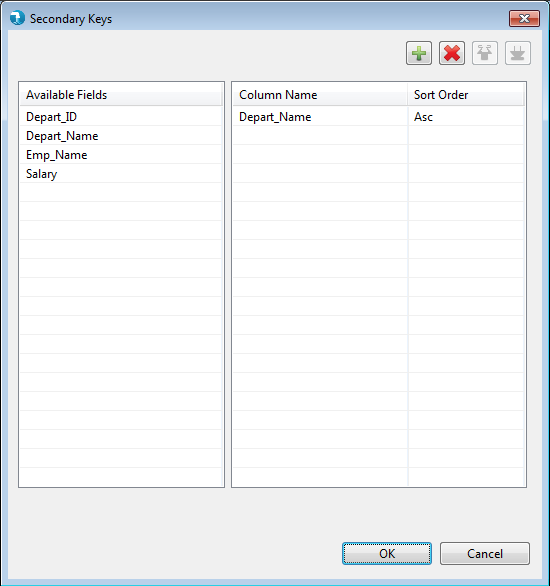 Secondary Keys
Available Fields
Depart_ID
Depart_Name
Emp_Name
Salary
Column Name Sort Order
Depart_Name Asc
OK Cancel